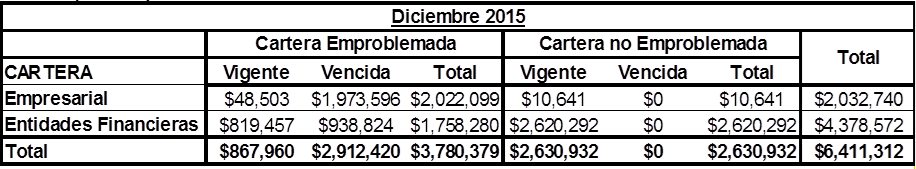 Diciembre 2015
Cartera Emproblemada Cartera no Emproblemada Total
CARTERA Vigente Vencida Total Vigente Vencida Total
Empresarial $48,503 $1,973,596 $2,022,099 $10,641 $0 $10,641 $2,032,740
Entidades Financieras $819,457 $938,824 $1,758,280 $2,620,292 $0 $2,620,292 $4,378,572
Total $867,960 $2,912,420 $3,780,379 $2,630,932 $0 $2,630,932 $6,411,312